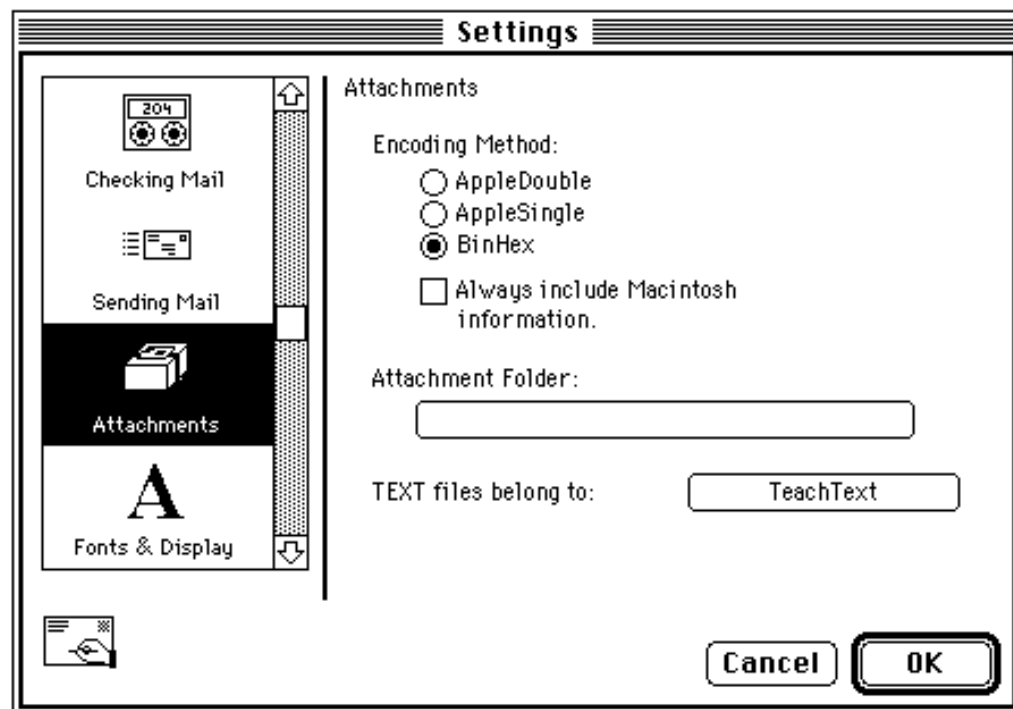 Settings
204
Checking Mail
Sending Mail
Attachments
A
Fonts & Display
Attachments
Encoding Method:
AppleDouble
AppleSingle
BinHex
Always include Macintosh
information.
Attachment Folder:
TEXT files belong to:
TeachText
Cancel
OK